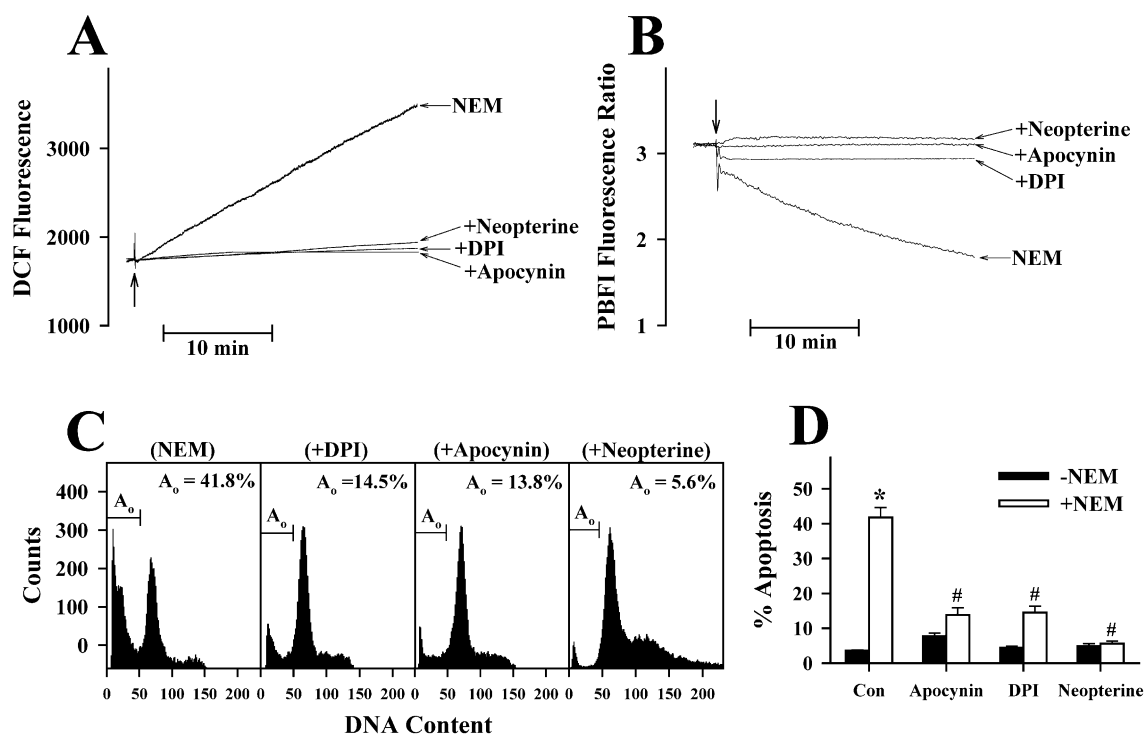 A
DCF Fluorescence
3000
2000
1000
NEM
+Neopterine
+DPI
+Apocynin
10 min
B
PBFI Fluorescence Ratio
3
2
1
+Neopterine
+Apocynin
+DPI
NEM
10 min
C
(NEM) (+DPI) (+Apocynin) (+Neopterine)
Ao = 41.8% Ao =14.5% Ao = 13.8% Ao = 5.6%
Ao Ao Ao Ao
Counts
400
300
200
100
0
0 50 100 150 200 0 50 100 150 200 0 50 100 150 200 0 50 100 150 200
DNA Content
D
-NEM
+NEM
% Apoptosis
50
40
30
20
10
0
* # # #
Con Apocynin DPI Neopterine